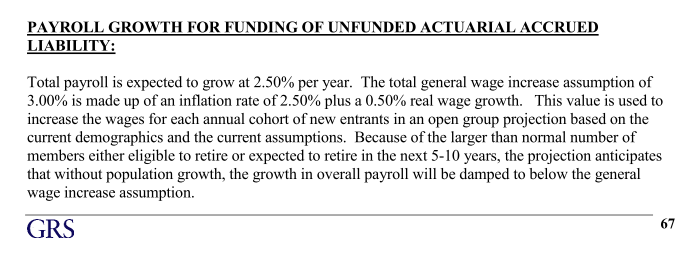 PAYROLL GROWTH FOR FUNDING OF UNFUNDED ACTUARIAL ACCRUED
LIABILITY:
Total payroll is expected to grow at 2.50% per year.  The total general wage increase assumption of
3.00% is made up of an inflation rate of 2.50% plus a 0.50% real wage growth.   This value is used to
increase the wages for each annual cohort of new entrants in an open group projection based on the
current demographics and the current assumptions.  Because of the larger than normal number of
members either eligible to retire or expected to retire in the next 5-10 years, the projection anticipates
that without population growth, the growth in overall payroll will be damped to below the general
wage increase assumption.
GRS
67